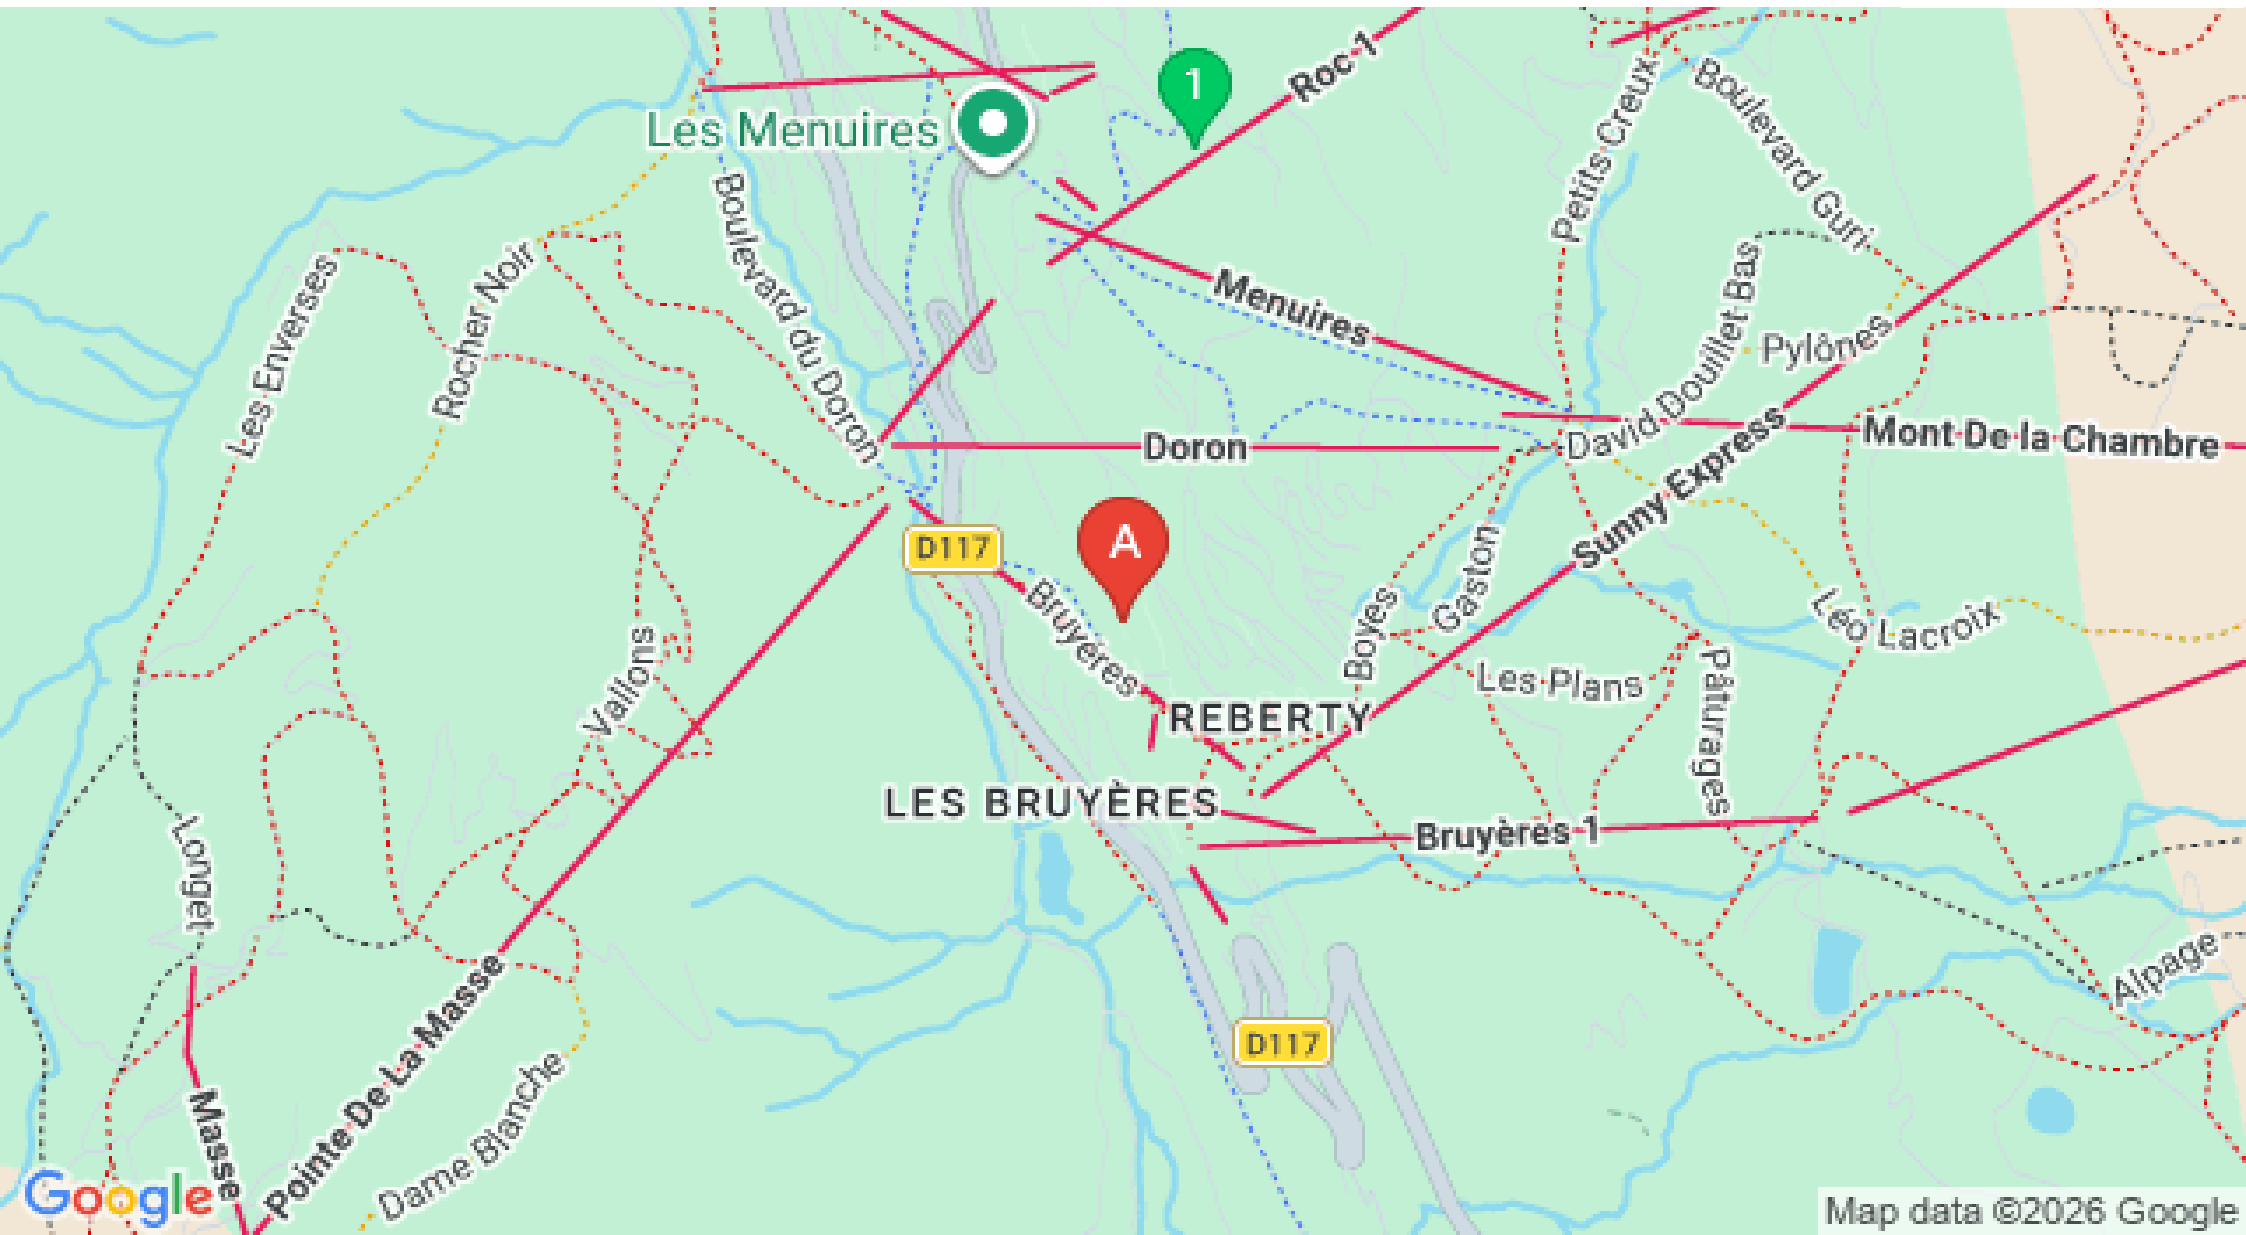 Roc 1
1
Les Menuires
Petits Creux
Boulevard Guri
Boulevard du Doron
Les Enverses
Rocher Noir
Menuires
David Douillet Bas
Pylônes
Doron
Mont De la Chambre
Sunny Express
D117
A
Bruyères
Boyes
Gaston
Léo Lacroix
Vallons
Les Plans
Pâturages
REBERTY
LES BRUYÈRES
Bruyères 1
Longet
Alpage
Pointe De La Masse
D117
Masse
Dame Blanche
Google
Map data ©2026 Google